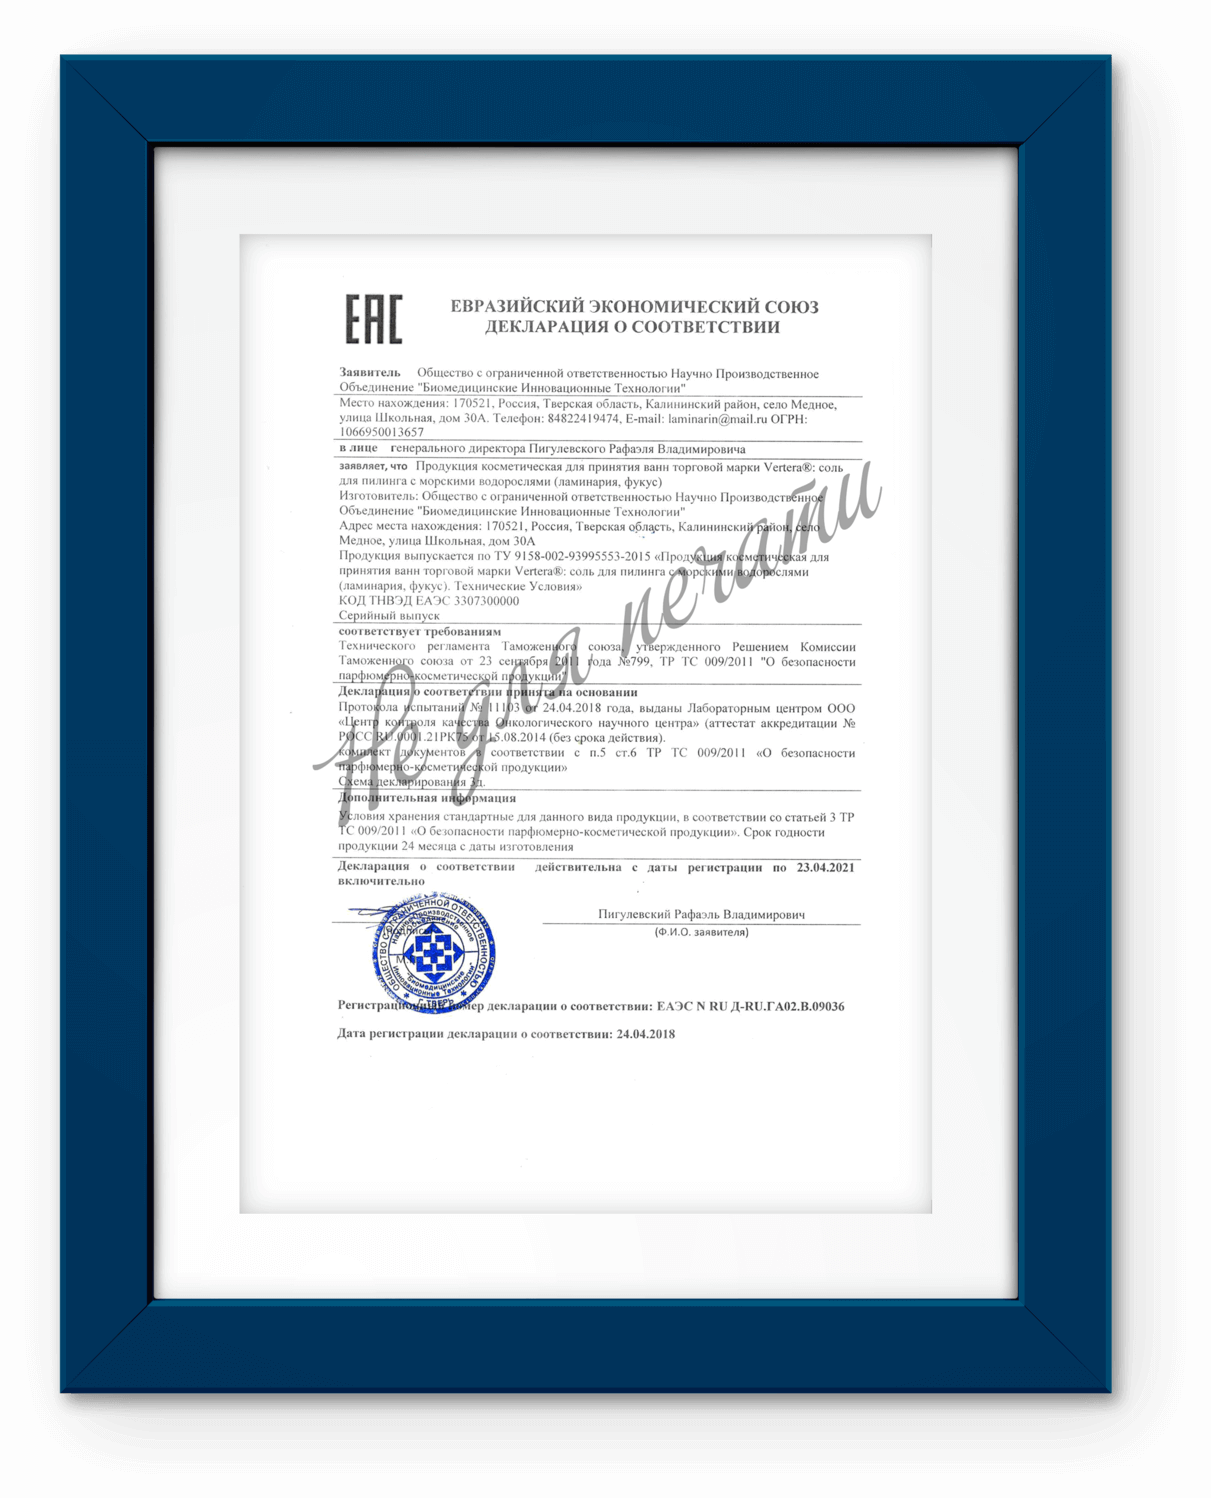 ЕАС
ЕВРАЗИЙСКИЙ ЭКОНОМИЧЕСКИЙ СОЮЗ
ДЕКЛАРАЦИЯ О СООТВЕТСТВИИ
Заявитель Общество с ограниченной ответственностью Научно Производственное
Объединение "Биомедицинские Инновационные Технологии"
Место нахождения: 170521, Россия, Тверская область, Калининский район, село Медное,
улица Школьная, дом 30А. Телефон: 84822419474, E-mail: laminarin@mail.ru ОГРН:
1066950013657
в лице генерального директора Пигулевского Рафаэля Владимировича
заявляет, что Продукция косметическая для принятия ванн торговой марки Vertera®: соль
для пилинга с морскими водорослями (ламинария, фукус)
Изготовитель: Общество с ограниченной ответственностью Научно Производственное
Объединение "Биомедицинские Инновационные Технологии"
Адрес места нахождения: 170521, Россия, Тверская область, Калининский район, село
Медное, улица Школьная, дом 30А
Продукция выпускается по ТУ 9158-002-93995553-2015 «Продукция косметическая для
принятия ванн торговой марки Vertera®: соль для пилинга с морскими водорослями
(ламинария, фукус). Технические Условия»
КОД ТНВЭД ЕАЭС 3307300000
Серийный выпуск
соответствует требованиям
Технического регламента Таможенного союза, утвержденного Решением Комиссии
Таможенного союза от 23 сентября 2011 года №799, ТР ТС 009/2011 "О безопасности
парфюмерно-косметической продукции"
Декларация о соответствии принята на основании
Протокола испытаний № 11103 от 24.04.2018 года, выданы Лабораторным центром ООО
«Центр контроля качества Онкологического научного центра» (аттестат аккредитации №
РОСС RU.0001.21РК75 от 15.08.2014 (без срока действия).
комплект документов в соответствии с п.5 ст.6 ТР ТС 009/2011 «О безопасности
парфюмерно-косметической продукции»
Схема декларирования 3д.
Дополнительная информация
Условия хранения стандартные для данного вида продукции, в соответствии со статьей 3 ТР
ТС 009/2011 «О безопасности парфюмерно-косметической продукции». Срок годности
продукции 24 месяца с даты изготовления
Декларация о соответствии действительна с даты регистрации по 23.04.2021
включительно
Пигулевский Рафаэль Владимирович
(Ф.И.О. заявителя)
ОБЩЕСТВО С ОГРАНИЧЕННОЙ ОТВЕТСТВЕННОСТЬЮ
Научно-Производственное
Объединение
"Биомедицинские
Инновационные Технологии"
Г. ТВЕРЬ
Регистрационный номер декларации о соответствии: ЕАЭС N RU Д-RU.ГА02.В.09036
Дата регистрации декларации о соответствии: 24.04.2018
Не для печати